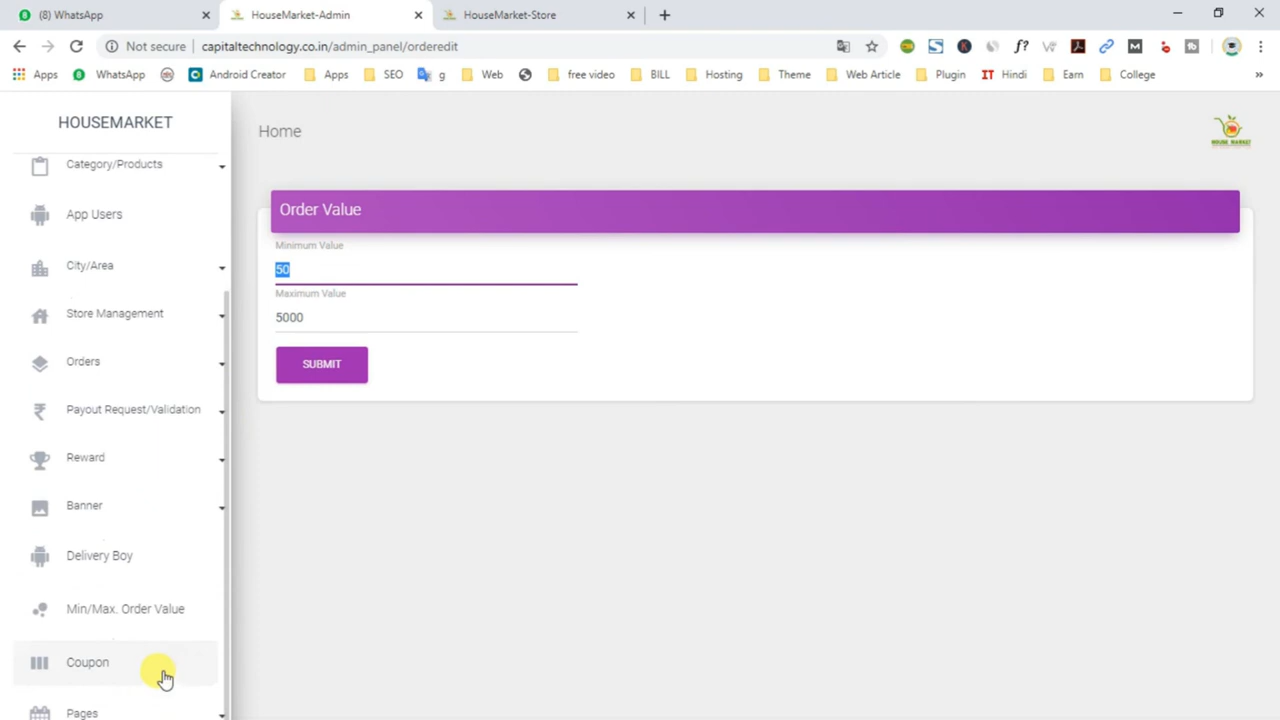 (8) WhatsApp
HouseMarket-Admin
HouseMarket-Store
Not secure
capitaltechnology.co.in/admin_panel/orderedit
Apps
WhatsApp
Android Creator
Apps
SEO
g
Web
free video
BILL
Hosting
Theme
Web Article
Plugin
IT Hindi
Earn
College
»
HOUSEMARKET
Category/Products
App Users
City/Area
Store Management
Orders
Payout Request/Validation
Reward
Banner
Delivery Boy
Min/Max. Order Value
Coupon
Pages
Home
HOUSE MARKET
Order Value
Minimum Value
50
Maximum Value
5000
SUBMIT